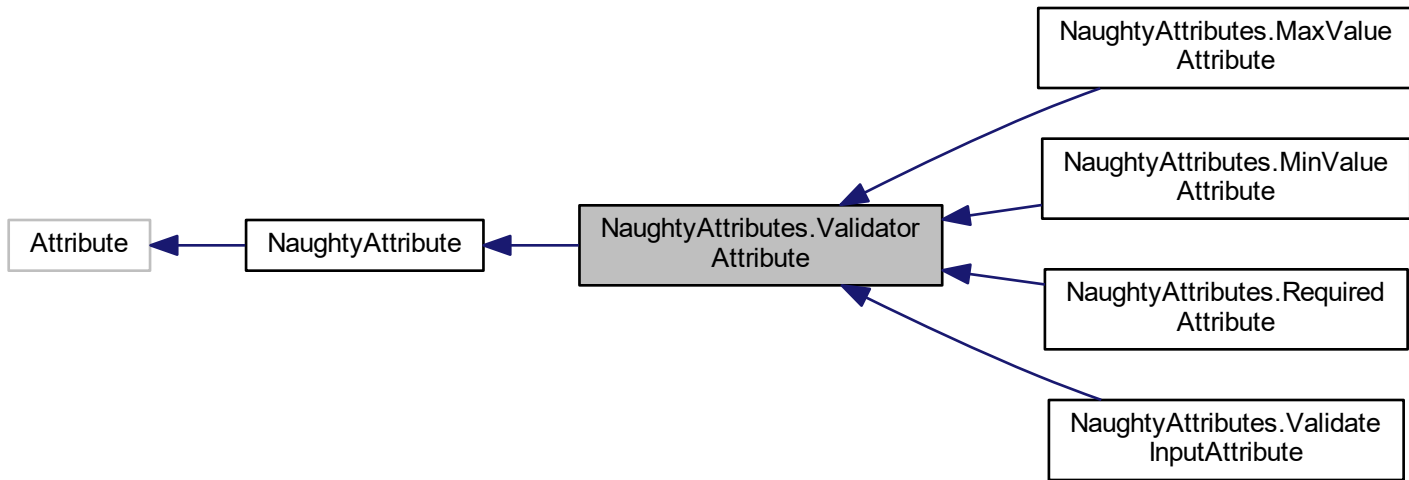 Attribute
NaughtyAttribute
NaughtyAttributes.Validator
Attribute
NaughtyAttributes.MaxValue
Attribute
NaughtyAttributes.MinValue
Attribute
NaughtyAttributes.Required
Attribute
NaughtyAttributes.Validate
InputAttribute